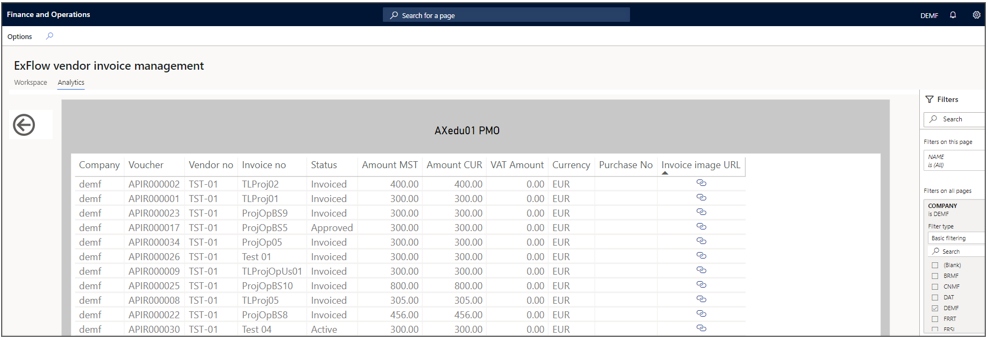 Finance and Operations Search for a page DEMF
Options
ExFlow vendor invoice management
Workspace Analytics
AXedu01 PMO
Company Voucher Vendor no Invoice no Status Amount MST Amount CUR VAT Amount Currency Purchase No Invoice image URL
demf APIR000002 TST-01 TLProj02 Invoiced 400.00 400.00 0.00 EUR
demf APIR000001 TST-01 TLProj01 Invoiced 300.00 300.00 0.00 EUR
demf APIR000023 TST-01 ProjOpBS9 Invoiced 300.00 300.00 0.00 EUR
demf APIR000017 TST-01 ProjOpBS5 Approved 300.00 300.00 0.00 EUR
demf APIR000034 TST-01 ProjOp05 Invoiced 300.00 300.00 0.00 EUR
demf APIR000026 TST-01 Test 01 Invoiced 300.00 300.00 0.00 EUR
demf APIR000009 TST-01 TLProjOpUs01 Invoiced 300.00 300.00 0.00 EUR
demf APIR000025 TST-01 ProjOpBS10 Invoiced 800.00 800.00 0.00 EUR
demf APIR000008 TST-01 TLProj05 Invoiced 305.00 305.00 0.00 EUR
demf APIR000022 TST-01 ProjOpBS8 Invoiced 456.00 456.00 0.00 EUR
demf APIR000030 TST-01 Test 04 Active 300.00 300.00 0.00 EUR
Filters
Search
Filters on this page
NAME
is (All)
Filters on all pages
COMPANY
is DEMF
Filter type
Basic filtering
Search
(Blank)
BRMF
CNMF
DAT
DEMF
FRRT
FRSI